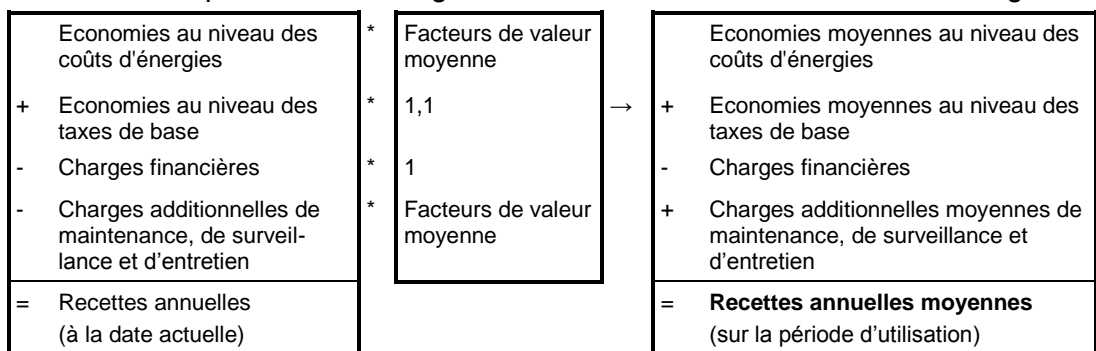 Economies au niveau des
coûts d'énergies
* Facteurs de valeur
moyenne
Economies moyennes au niveau des
coûts d'énergies
+ Economies au niveau des
taxes de base
* 1,1
→
+ Economies moyennes au niveau des
taxes de base
- Charges financières
* 1
- Charges financières
- Charges additionnelles de
maintenance, de surveil-
lance et d'entretien
* Facteurs de valeur
moyenne
+ Charges additionnelles moyennes de
maintenance, de surveillance et
d'entretien
= Recettes annuelles
(à la date actuelle)
= Recettes annuelles moyennes
(sur la période d'utilisation)